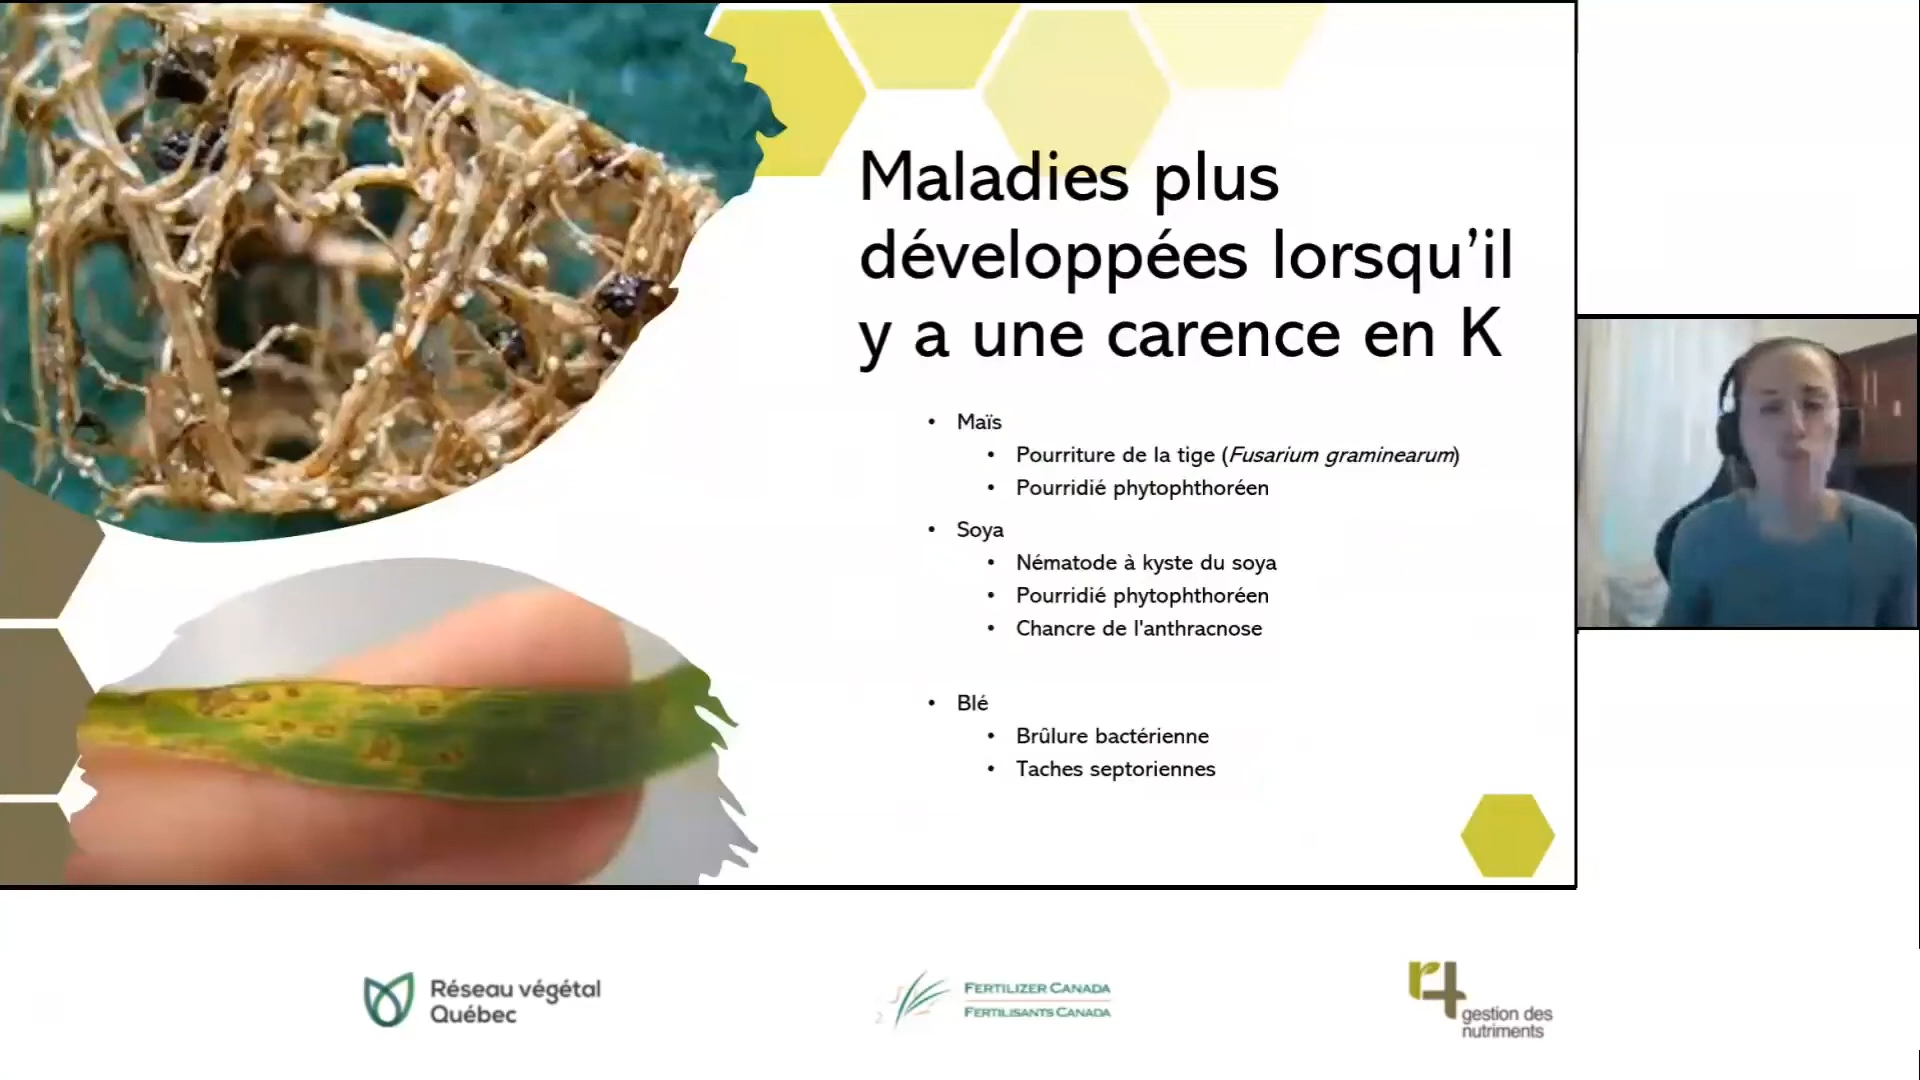 Maladies plus
développées lorsqu’il
y a une carence en K
• Maïs
• Pourriture de la tige (Fusarium graminearum)
• Pourridié phytophthoréen
• Soya
• Nématode à kyste du soya
• Pourridié phytophthoréen
• Chancre de l'anthracnose
• Blé
• Brûlure bactérienne
• Taches septoriennes
Réseau végétal
Québec
FERTILIZER CANADA
FERTILISANTS CANADA
r4
gestion des
nutriments